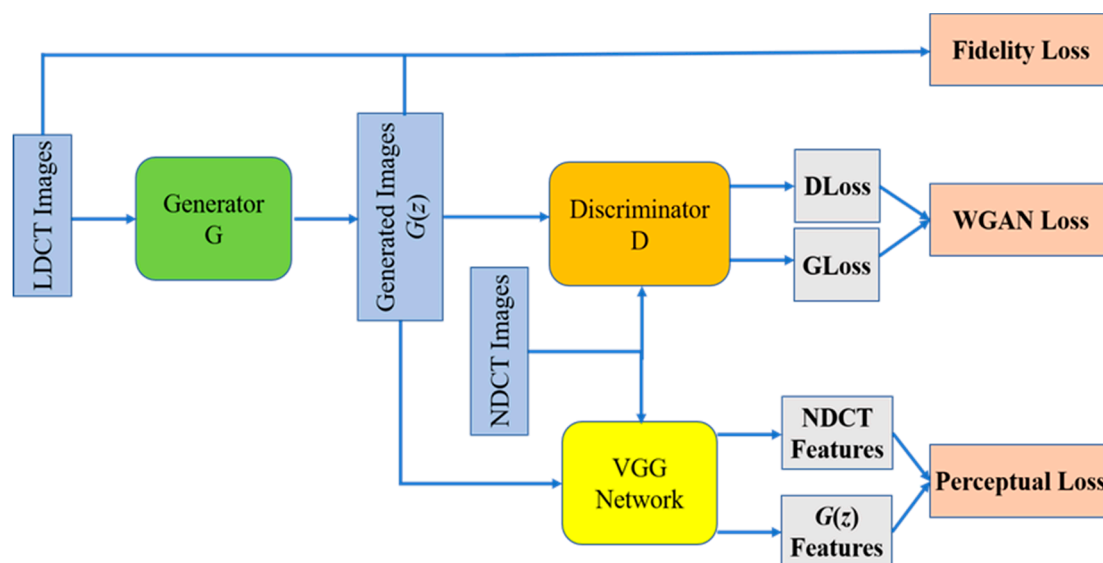 Fidelity Loss
LDCT Images
Generator
G
Generated Images
G(z)
Discriminator
D
DLoss
GLoss
WGAN Loss
NDCT Images
VGG
Network
NDCT
Features
G(z)
Features
Perceptual Loss